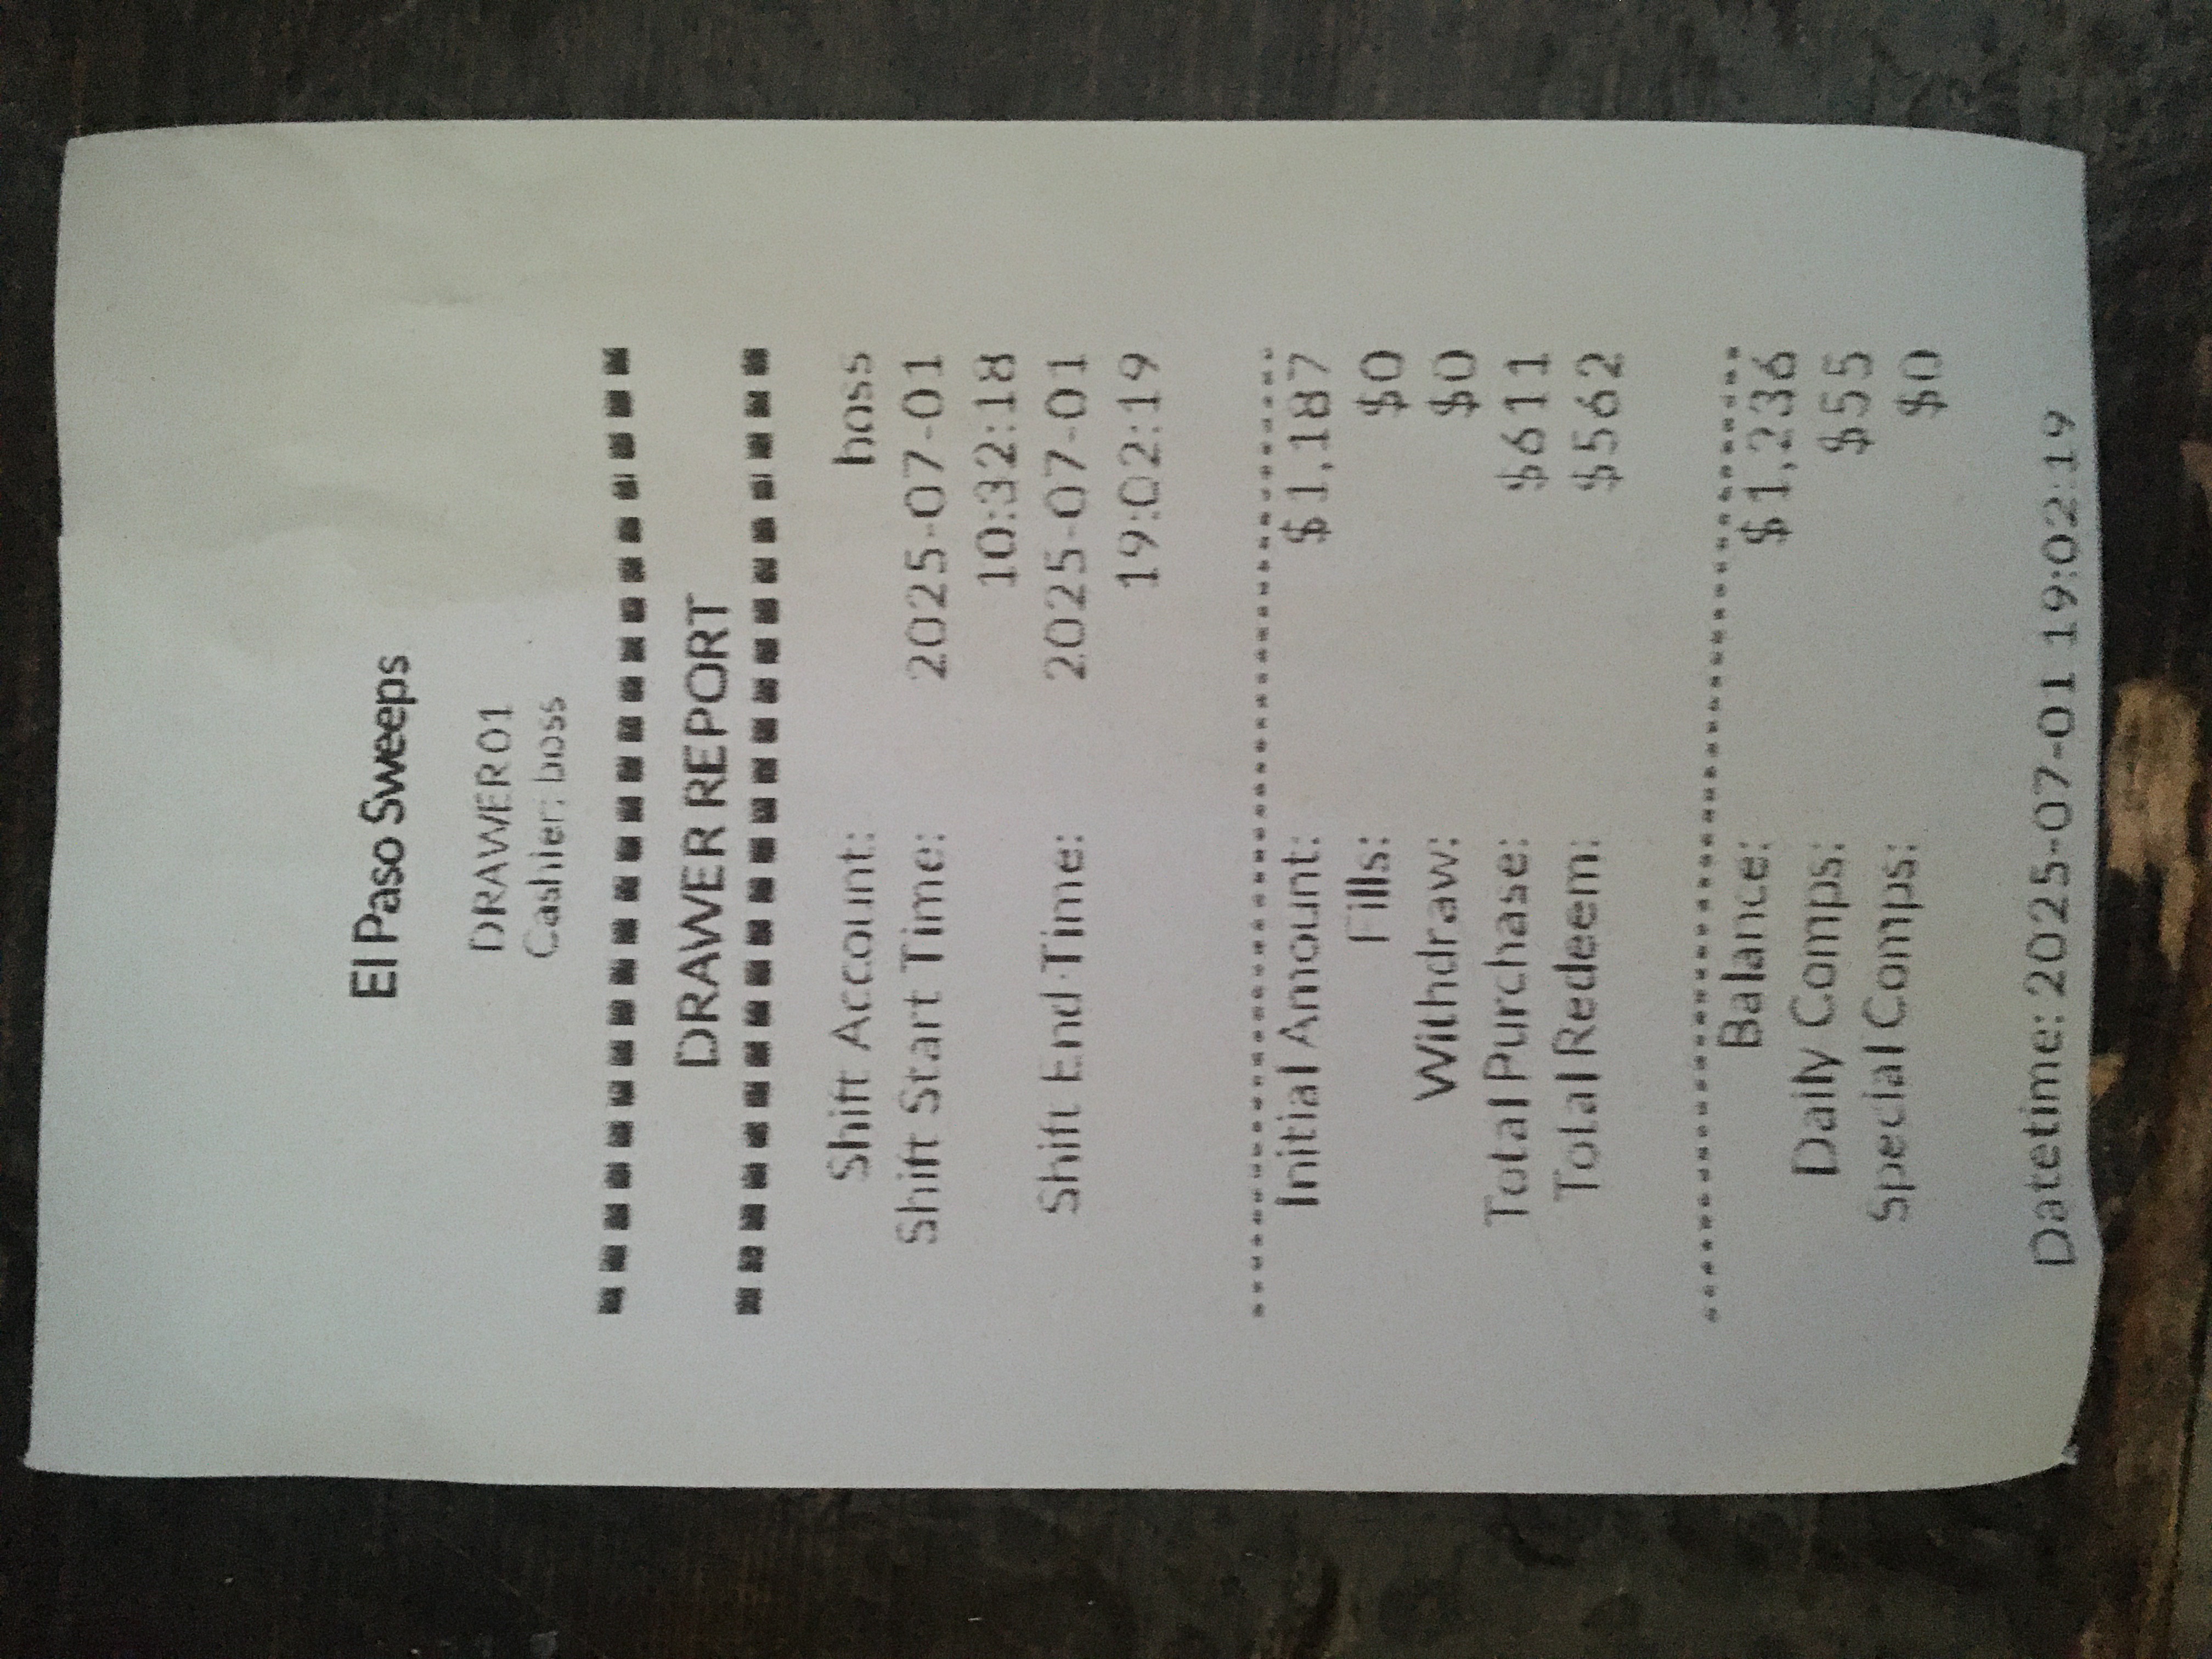 El Paso Sweeps
DRAWER01
Cashier: boss
DRAWER REPORT
Shift Account: boss
Shift Start Time: 2025-07-01
10:32:18
Shift End Time: 2025-07-01
19:02:19
Initial Amount: $1,187
Fills: $0
Withdraw: $0
Total Purchase: $611
Total Redeem: $562
Balance: $1,236
Daily Comps: $55
Special Comps: $0
Datetime: 2025-07-01 19:02:19